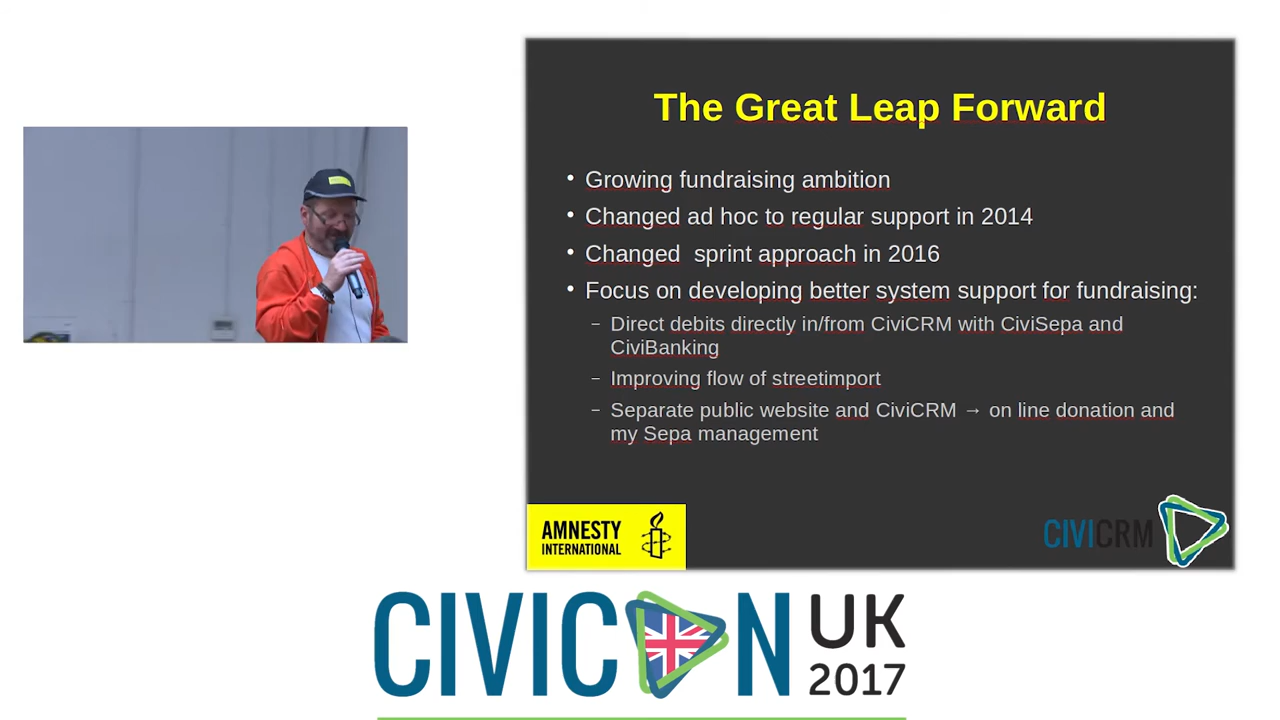 The Great Leap Forward
Growing fundraising ambition
Changed ad hoc to regular support in 2014
Changed  sprint approach in 2016
Focus on developing better system support for fundraising:
Direct debits directly in/from CiviCRM with CiviSepa and
CiviBanking
Improving flow of streetimport
Separate public website and CiviCRM → on line donation and
my Sepa management
AMNESTY
INTERNATIONAL
CIVICRM
CIVICON UK
2017